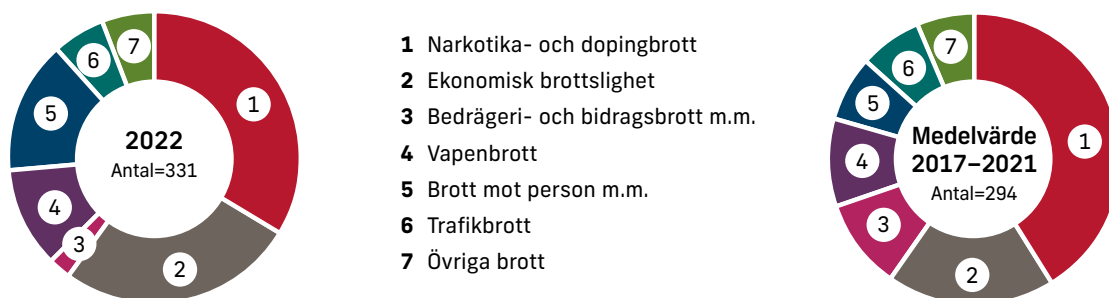 1
2
3
4
5
6
7
2022
Antal=331
1 Narkotika- och dopingbrott
2 Ekonomisk brottslighet
3 Bedrägeri- och bidragsbrott m.m.
4 Vapenbrott
5 Brott mot person m.m.
6 Trafikbrott
7 Övriga brott
1
2
3
4
5
6
7
Medelvärde
2017–2021
Antal=294